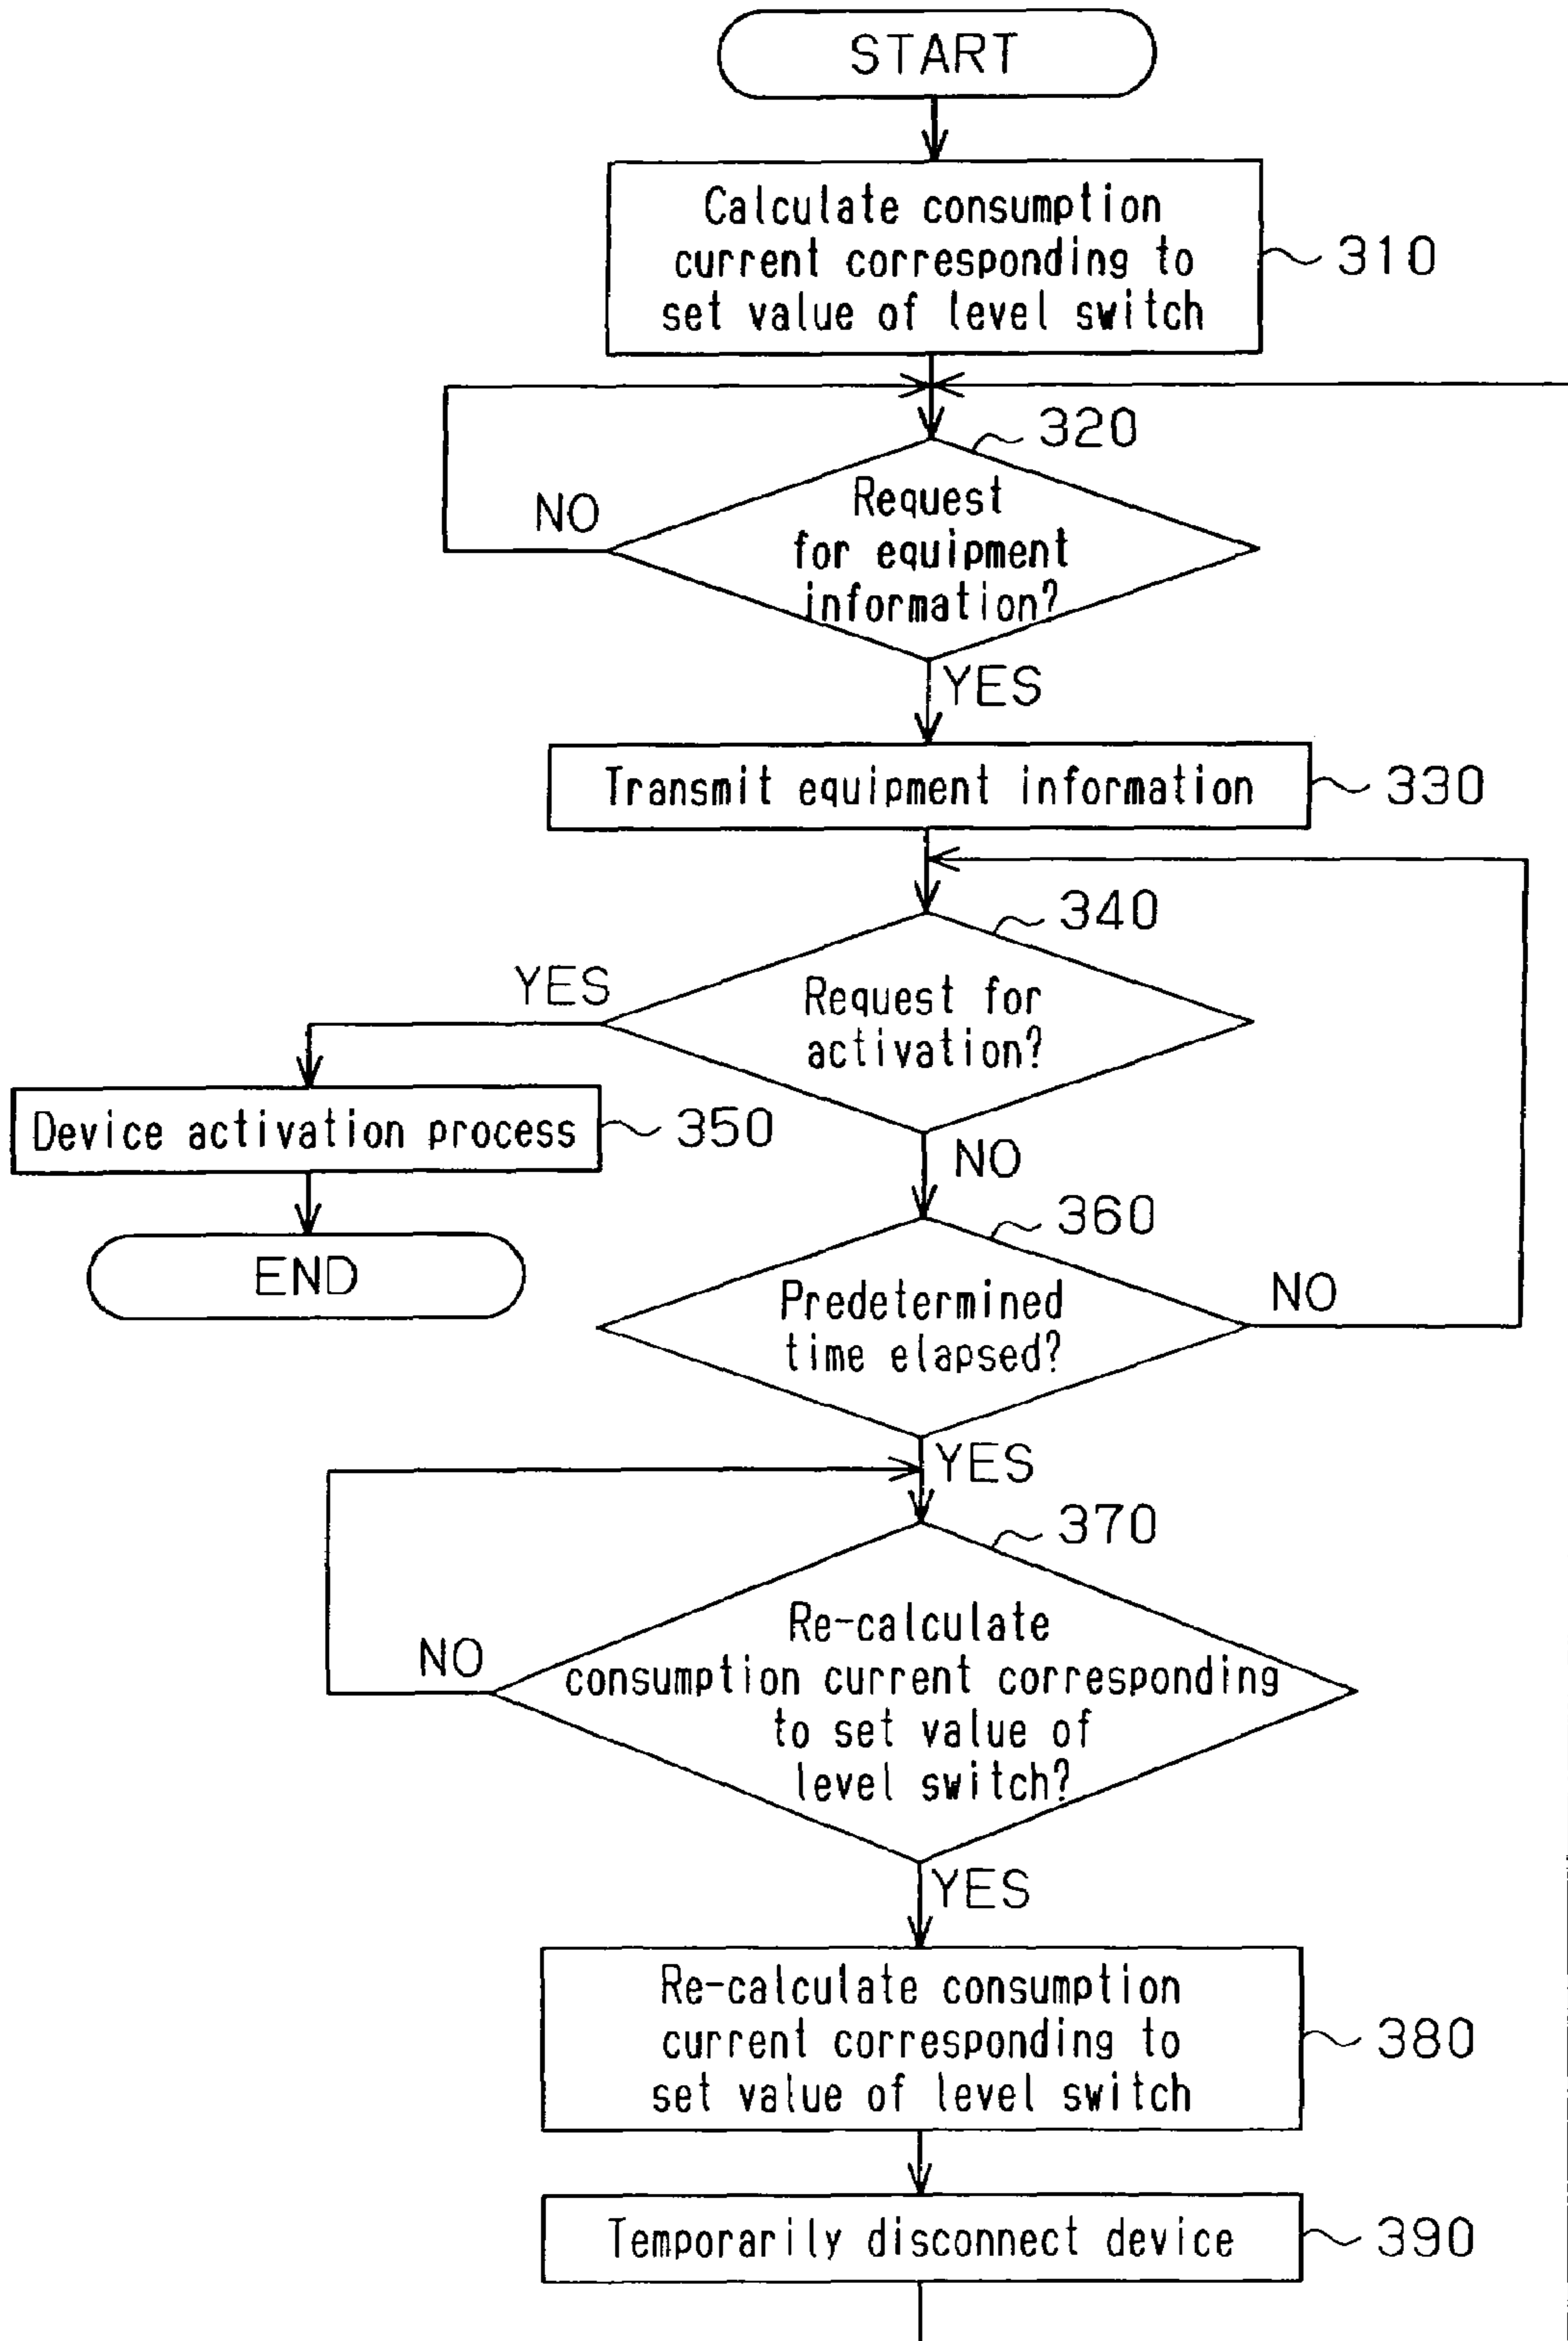 START
Calculate consumption
current corresponding to
set value of level switch
310
320
Request
for equipment
information?
NO
YES
Transmit equipment information
330
340
Request for
activation?
YES
Device activation process
350
NO
END
360
Predetermined
time elapsed?
NO
YES
370
Re-calculate
consumption current corresponding
to set value of
level switch?
NO
YES
Re-calculate consumption
current corresponding to
set value of level switch
380
Temporarily disconnect device
390